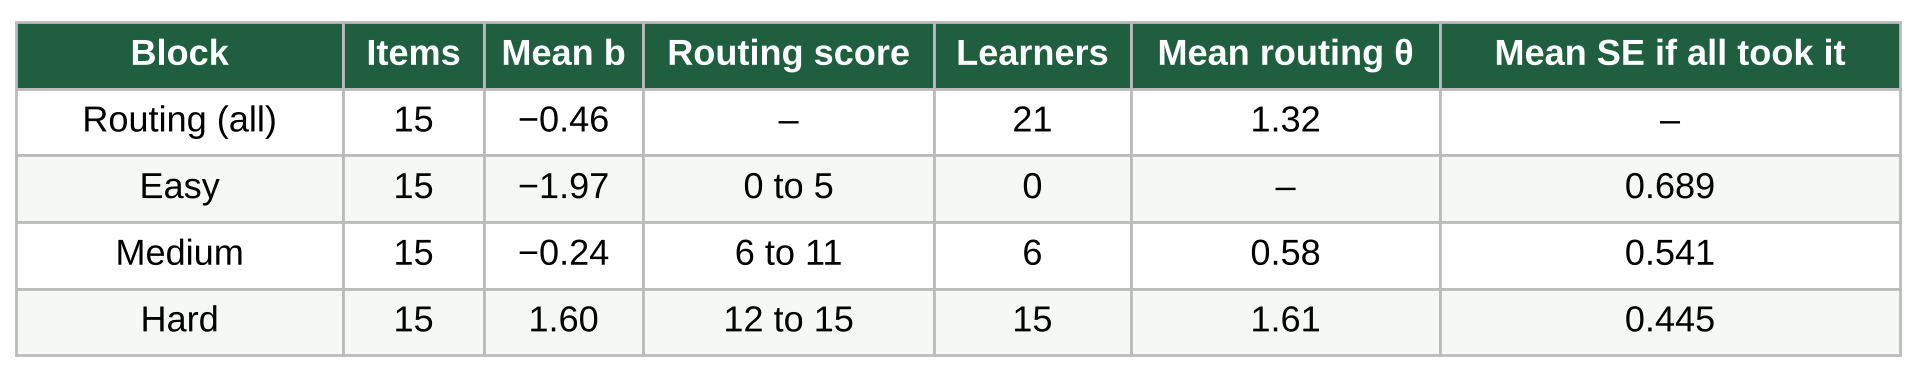 Block Items Mean b Routing score Learners Mean routing θ Mean SE if all took it
Routing (all) 15 −0.46 – 21 1.32 –
Easy 15 −1.97 0 to 5 0 – 0.689
Medium 15 −0.24 6 to 11 6 0.58 0.541
Hard 15 1.60 12 to 15 15 1.61 0.445